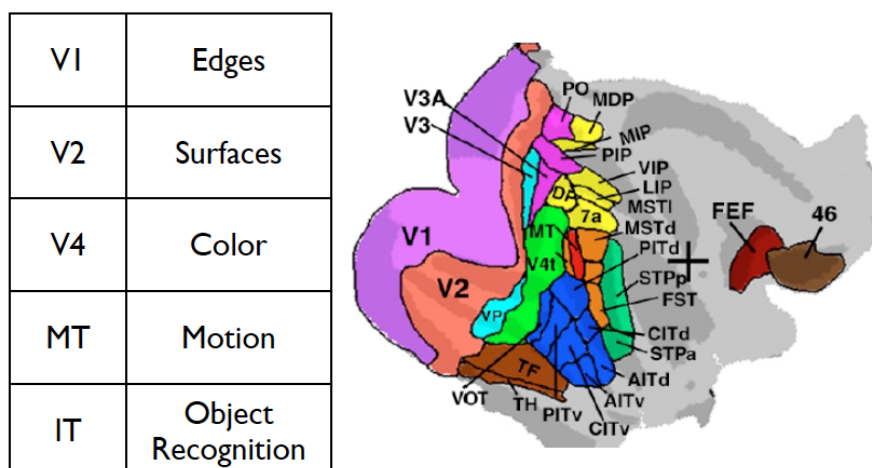 V1 Edges
V2 Surfaces
V4 Color
MT Motion
IT Object
Recognition
PO
MDP
V3A
V3
MIP
PIP
VIP
LIP
DP
MSTl
7a
MSTd
FEF
46
V1
MT
PITd
V4t
V2
STPp
FST
VP
CITd
STPa
TF
AITd
VOT
TH
PITv
AITv
CITv